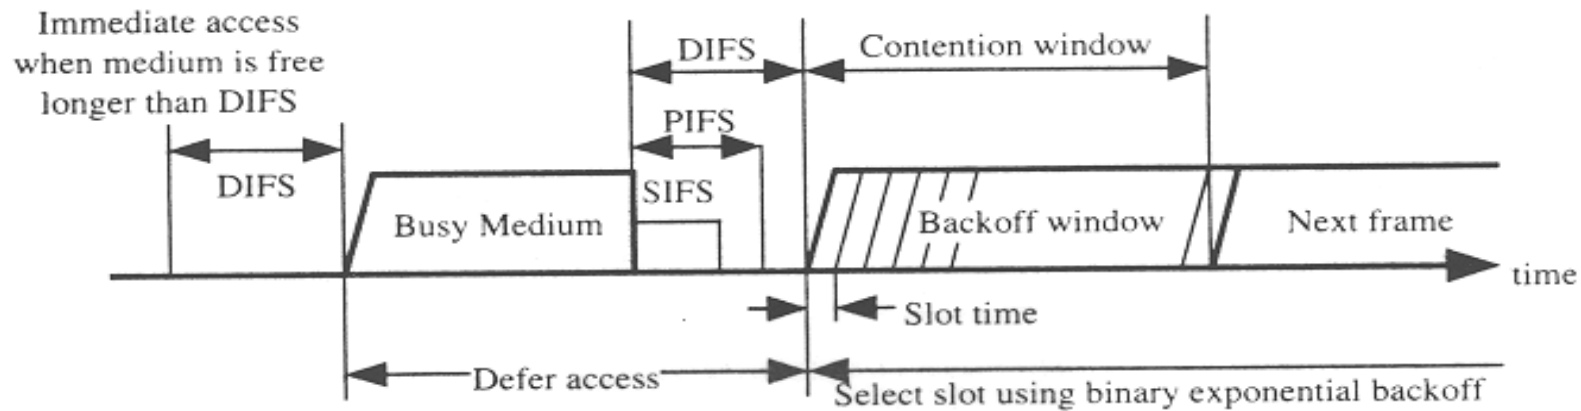 Immediate access
when medium is free
longer than DIFS
DIFS
DIFS
Contention window
PIFS
SIFS
Busy Medium
Backoff window
Next frame
time
Slot time
Defer access
Select slot using binary exponential backoff